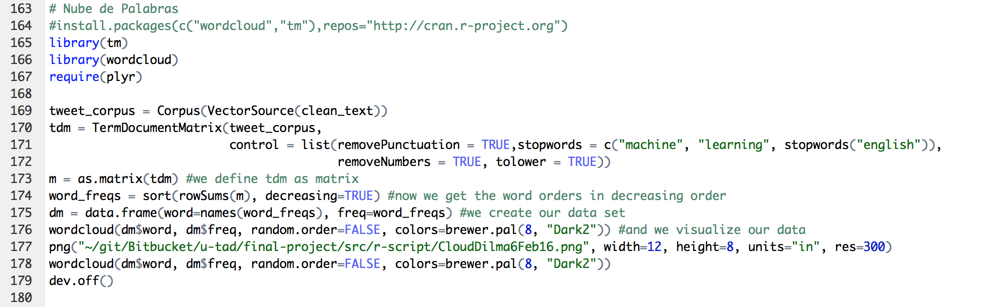 163 # Nube de Palabras
164 #install.packages(c("wordcloud","tm"),repos="http://cran.r-project.org")
165 library(tm)
166 library(wordcloud)
167 require(plyr)
168
169 tweet_corpus = Corpus(VectorSource(clean_text))
170 tdm = TermDocumentMatrix(tweet_corpus,
171                          control = list(removePunctuation = TRUE,stopwords = c("machine", "learning", stopwords("english")),
172                                         removeNumbers = TRUE, tolower = TRUE))
173 m = as.matrix(tdm) #we define tdm as matrix
174 word_freqs = sort(rowSums(m), decreasing=TRUE) #now we get the word orders in decreasing order
175 dm = data.frame(word=names(word_freqs), freq=word_freqs) #we create our data set
176 wordcloud(dm$word, dm$freq, random.order=FALSE, colors=brewer.pal(8, "Dark2")) #and we visualize our data
177 png("~/git/Bitbucket/u-tad/final-project/src/r-script/CloudDilma6Feb16.png", width=12, height=8, units="in", res=300)
178 wordcloud(dm$word, dm$freq, random.order=FALSE, colors=brewer.pal(8, "Dark2"))
179 dev.off()
180